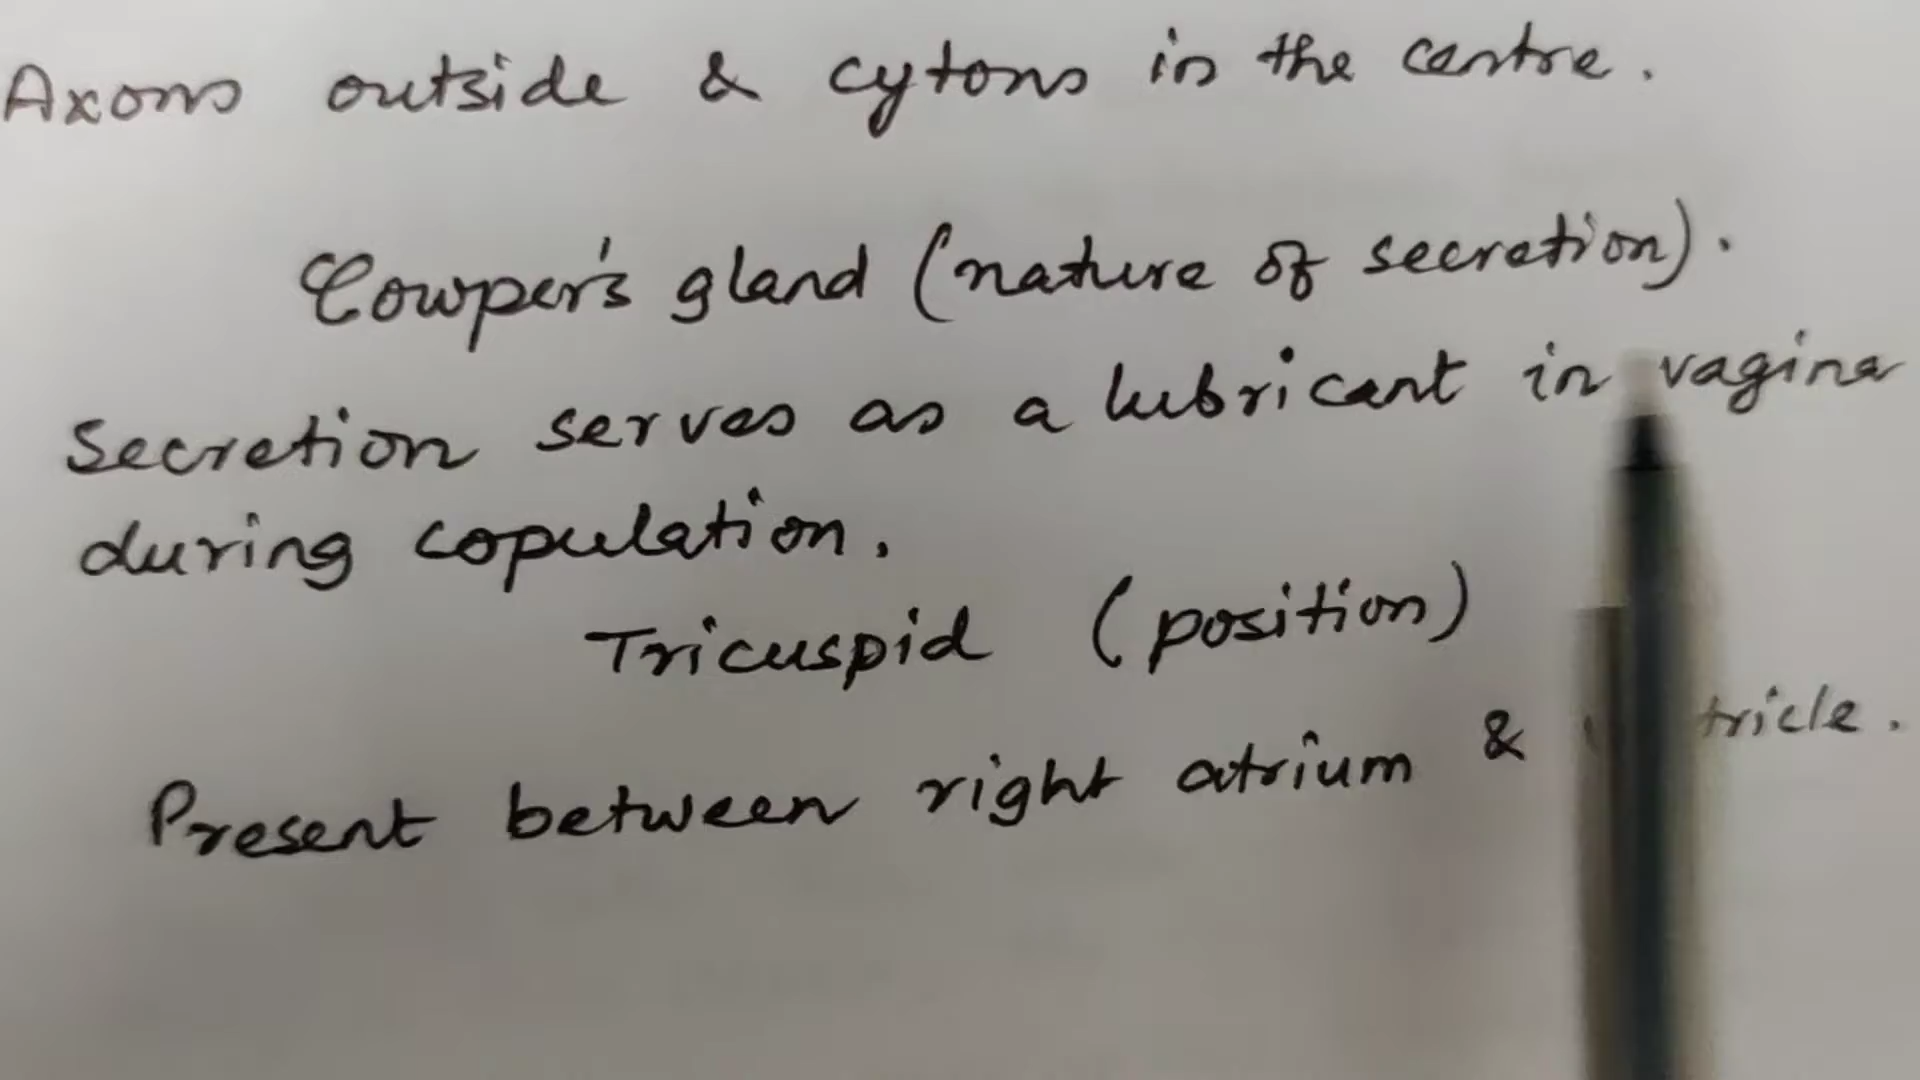 Axons outside & cytons in the centre.
Cowper's gland (nature of secretion).
Secretion serves as a lubricant in vagina
during copulation.
Tricuspid (position)
Present between right atrium &